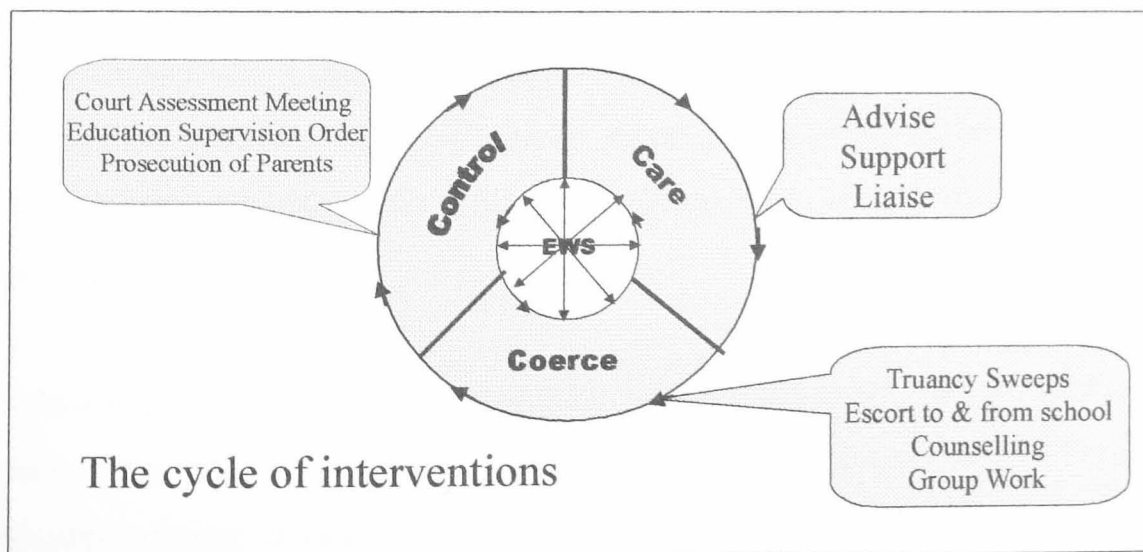 Court Assessment Meeting
Education Supervision Order
Prosecution of Parents
Control
Care
Advise
Support
Liaise
EWS
Coerce
Truancy Sweeps
Escort to & from school
Counselling
Group Work
The cycle of interventions